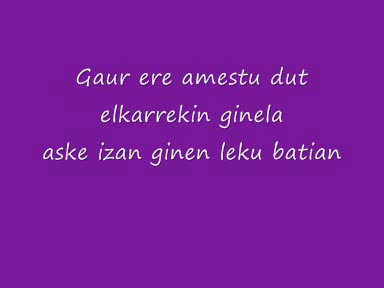 Gaur ere amestu dut
elkarrekin ginela
aske izan ginen leku batian